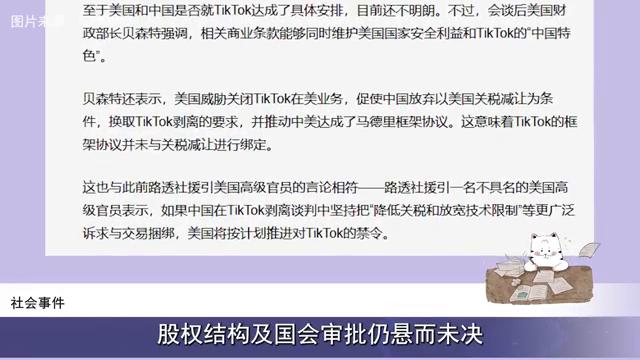 图片来源
至于美国和中国是否就TikTok达成了具体安排，目前还不明朗。不过，会谈后美国财
政部长贝森特强调，相关商业条款能够同时维护美国国家安全利益和TikTok的“中国特
色”。
贝森特还表示，美国威胁关闭TikTok在美业务，促使中国放弃以美国关税减让为条
件，换取TikTok剥离的要求，并推动中美达成了马德里框架协议。这意味着TikTok的框
架协议并未与关税减让进行绑定。
这也与此前路透社援引美国高级官员的言论相符——路透社援引一名不具名的美国高
级官员表示，如果中国在TikTok剥离谈判中坚持把“降低关税和放宽技术限制”等更广泛
诉求与交易捆绑，美国将按计划推进对TikTok的禁令。
社会事件
股权结构及国会审批仍悬而未决